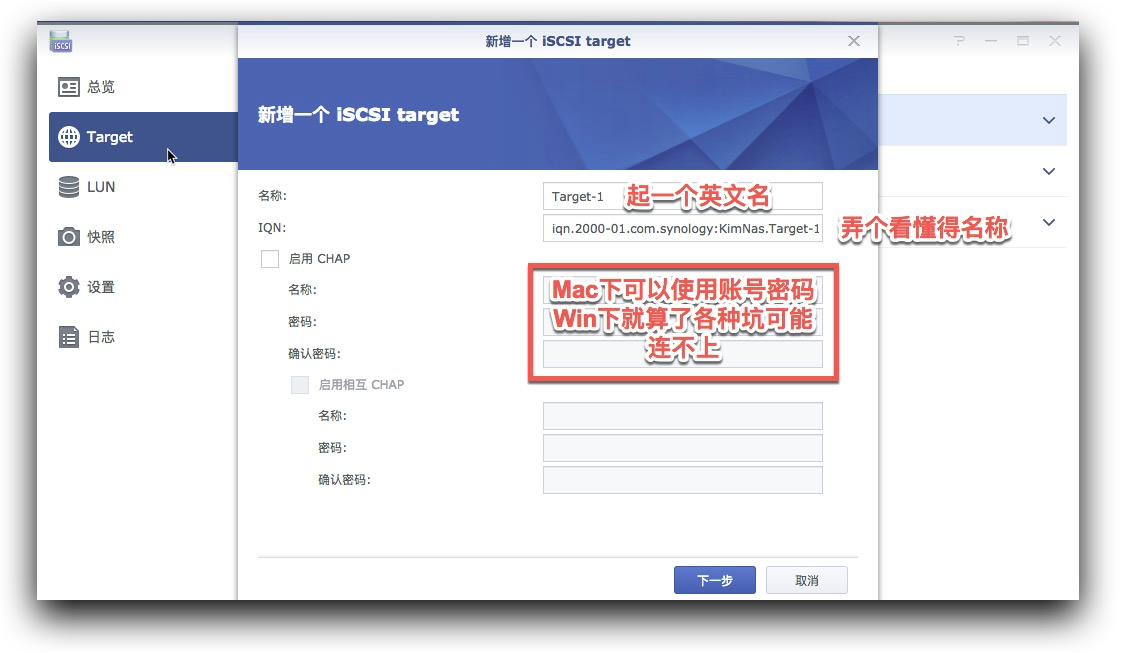 新增一个 iSCSI target
iSCSI
总览
新增一个 iSCSI target
Target
LUN
快照
设置
日志
名称:
Target-1
起一个英文名
IQN:
iqn.2000-01.com.synology:KimNas.Target-1
弄个看懂得名称
启用 CHAP
名称:
Mac下可以使用账号密码
密码:
Win下就算了各种坑可能
确认密码:
连不上
启用相互 CHAP
名称:
密码:
确认密码:
下一步
取消